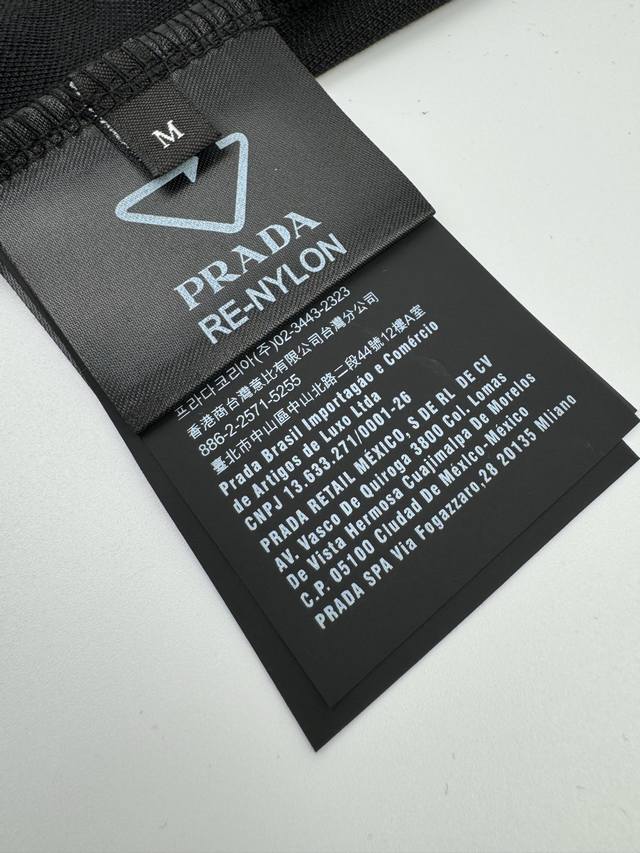 M
PRADA
RE-NYLON
프라다코리아(주)02-3443-2323
香港商台灣意比有限公司台灣分公司
886-2-2571-5255
臺北市中山區中山北路二段44號12樓A室
Prada Brasil Importagão e Comércio
de Artigos de Luxo Ltda
CNPJ 13.633.271/0001-26
PRADA RETAIL MÉXICO, S DE RL DE CV
AV. Vasco De Quiroga 3800 Col. Lomas
De Vista Hermosa Cuajimalpa De Morelos
C.P. 05100 Ciudad De México-México
PRADA SPA Via Fogazzaro,28 20135 Milano